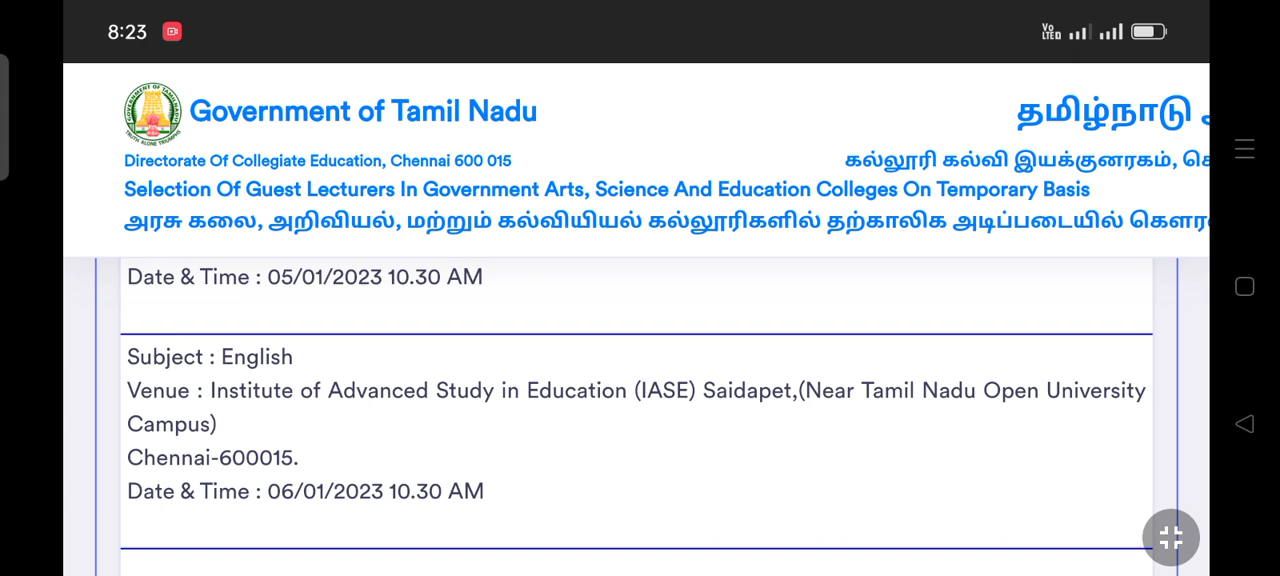 8:23
Vo
LTED
Government of Tamil Nadu
தமிழ்நாடு
Directorate Of Collegiate Education, Chennai 600 015
கல்லூரி கல்வி இயக்குனரகம்,
Selection Of Guest Lecturers In Government Arts, Science And Education Colleges On Temporary Basis
அரசு கலை, அறிவியல், மற்றும் கல்வியியல் கல்லூரிகளில் தற்காலிக அடிப்படையில்
Date & Time : 05/01/2023 10.30 AM
Subject : English
Venue : Institute of Advanced Study in Education (IASE) Saidapet,(Near Tamil Nadu Open University
Campus)
Chennai-600015.
Date & Time : 06/01/2023 10.30 AM